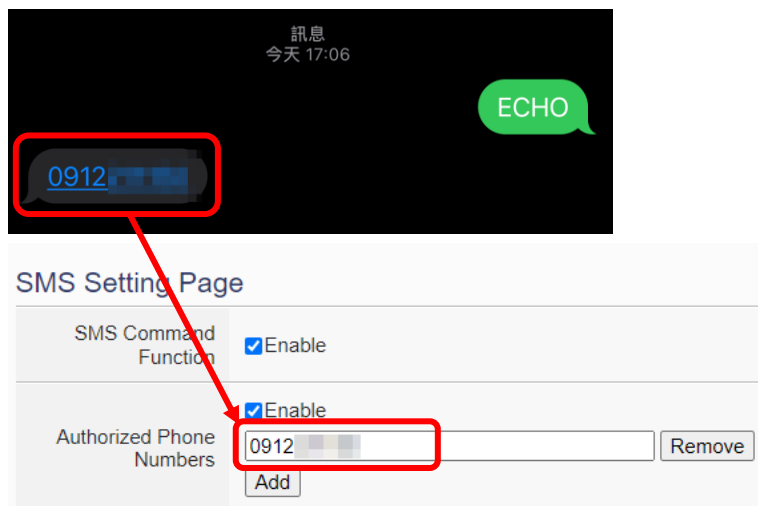 訊息
今天 17:06
ECHO
0912
SMS Setting Page
SMS Command
Function
Enable
Enable
Authorized Phone
Numbers
0912
Remove
Add